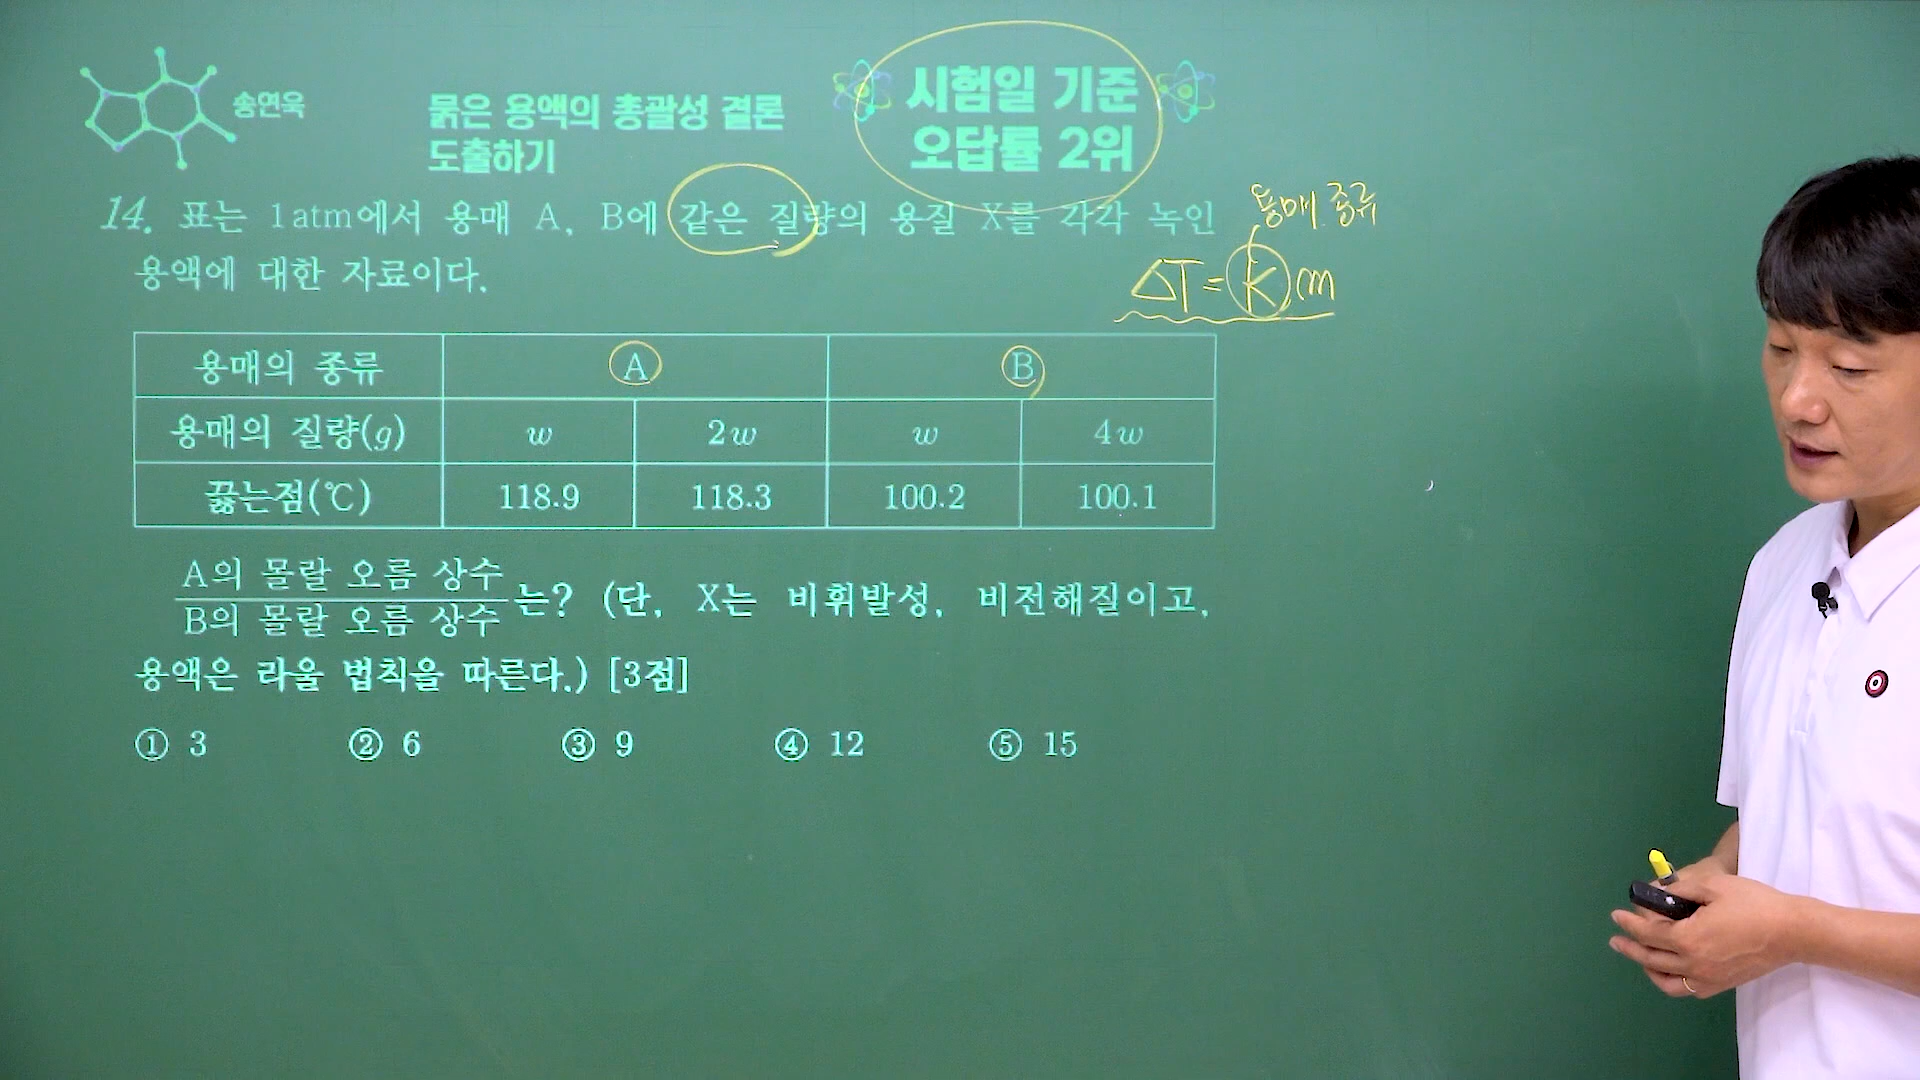 송연욱
묽은 용액의 총괄성 결론
도출하기
시험일 기준
오답률 2위
14. 표는 1atm에서 용매 A, B에 같은 질량의 용질 X를 각각 녹인
용액에 대한 자료이다.
용매 종류
ΔT = k m
용매의 종류 A B
용매의 질량(g) w 2w w 4w
끓는점(℃) 118.9 118.3 100.2 100.1
A의 몰랄 오름 상수
B의 몰랄 오름 상수
는? (단, X는 비휘발성, 비전해질이고,
용액은 라울 법칙을 따른다.) [3점]
① 3 ② 6 ③ 9 ④ 12 ⑤ 15